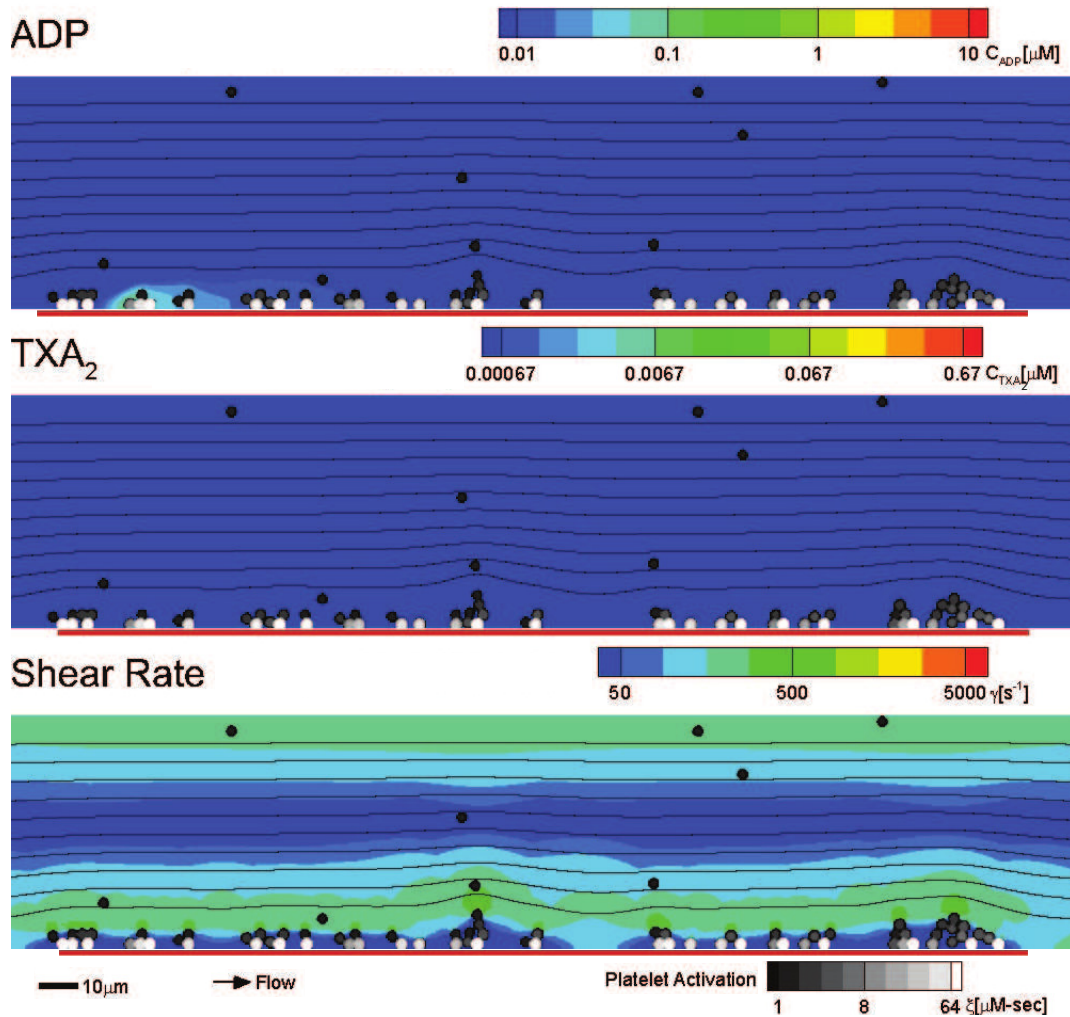 ADP
0.01 0.1 1 10 C_ADP[μM]
TXA₂
0.00067 0.0067 0.067 0.67 C_TXA₂[μM]
Shear Rate
50 500 5000 γ[s⁻¹]
10μm Flow Platelet Activation
1 8 64 ξ[μM-sec]